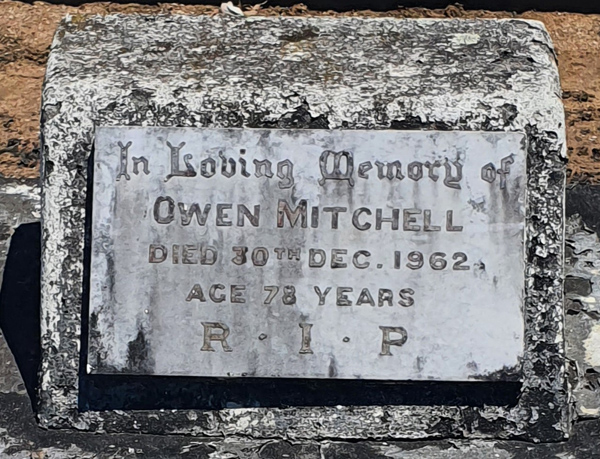 In Loving Memory of
OWEN MITCHELL
DIED 30TH DEC. 1962
AGE 78 YEARS
R · I · P